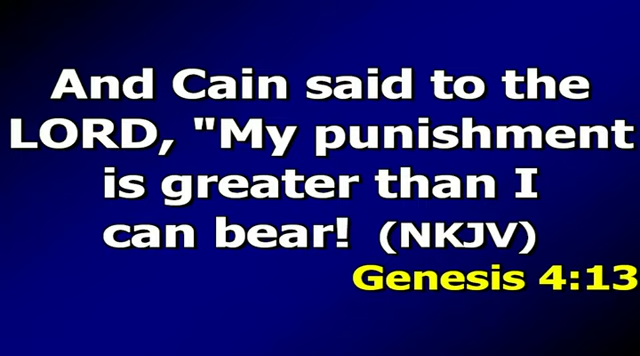 And Cain said to the
LORD, "My punishment
is greater than I
can bear! (NKJV)
Genesis 4:13